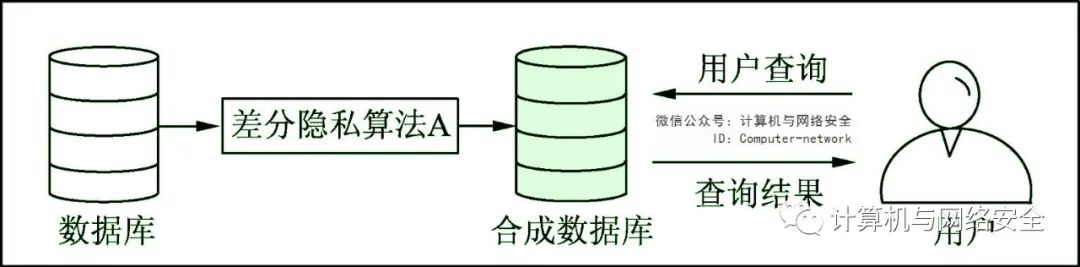 数据库
差分隐私算法A
合成数据库
用户查询
微信公众号：计算机与网络安全
ID：Computer-network
查询结果
用户
计算机与网络安全